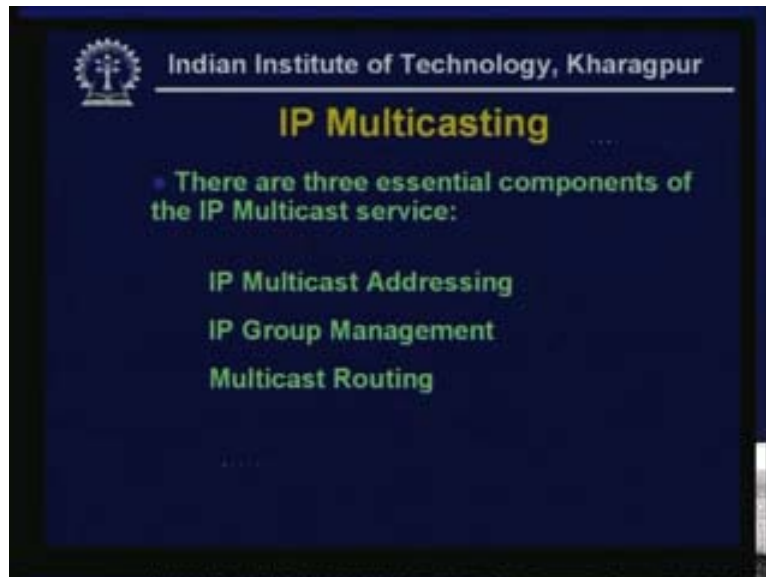 Indian Institute of Technology, Kharagpur
IP Multicasting
• There are three essential components of
the IP Multicast service:
IP Multicast Addressing
IP Group Management
Multicast Routing